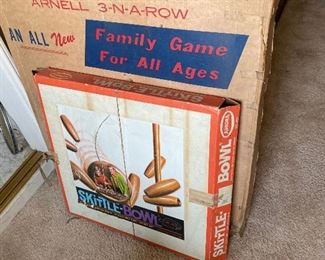 ARNELL 3-N-A-ROW
AN ALL New
Family Game
For All Ages
SKITTLE-BOWL
SKITTLE-BOWL
SKITTLE-BOWL